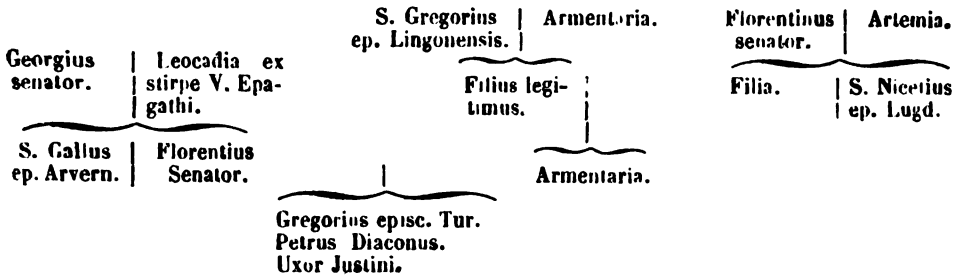 S. Gregorius
ep. Lingonensis.
Armentaria.
Florentinus
senator.
Artemia.
Georgius
senator.
Leocadia ex
stirpe V. Epa-
gathi.
Filius legi-
timus.
Filia.
S. Nicetius
ep. Lugd.
S. Gallus
ep. Arvern.
Florentius
Senator.
Armentaria.
Gregorius episc. Tur.
Petrus Diaconus.
Uxor Justini.